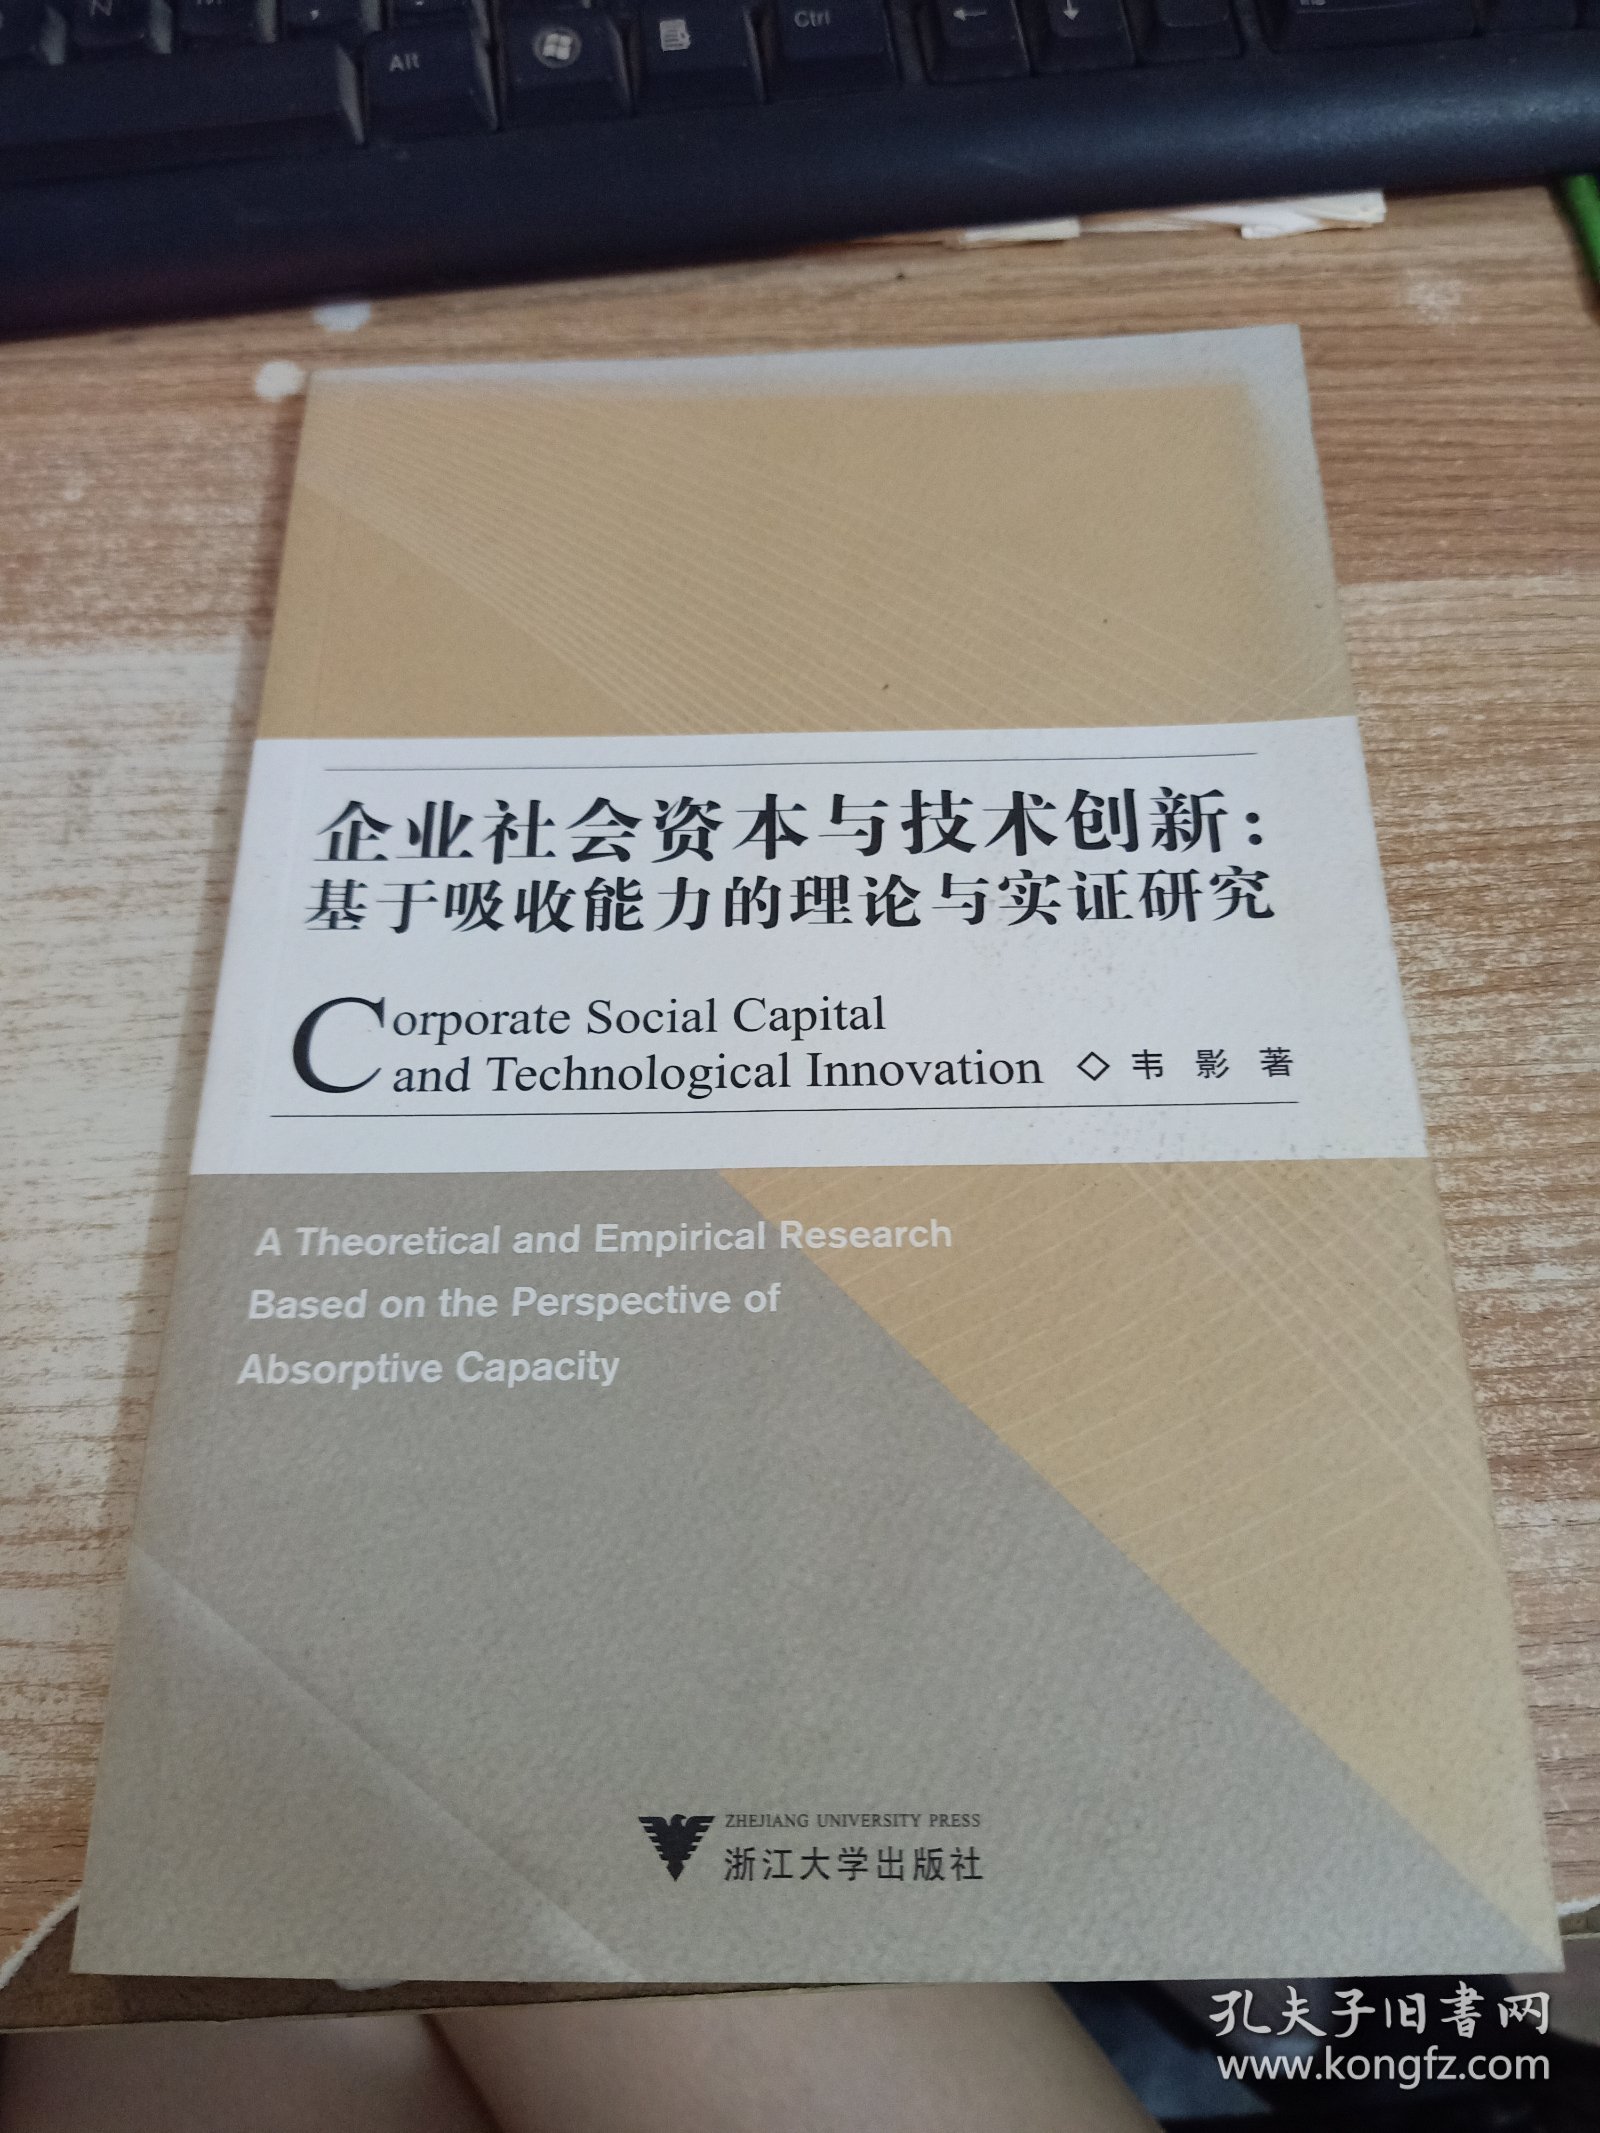 Alt
Ctrl
企业社会资本与技术创新：
基于吸收能力的理论与实证研究
Corporate Social Capital
and Technological Innovation ◇ 韦 影 著
A Theoretical and Empirical Research
Based on the Perspective of
Absorptive Capacity
ZHEJIANG UNIVERSITY PRESS
浙江大学出版社
孔夫子旧書网
www.kongfz.com